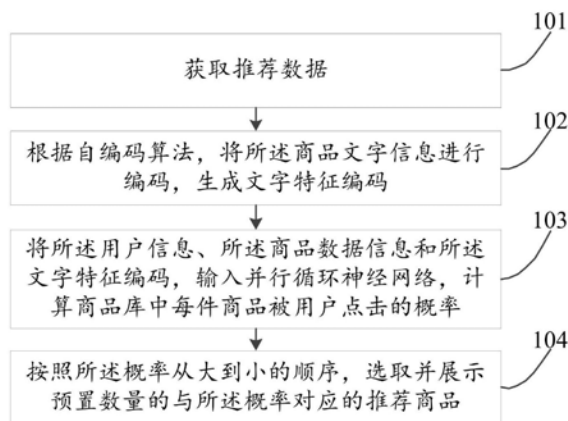 101
获取推荐数据
102
根据自编码算法，将所述商品文字信息进行
编码，生成文字特征编码
103
将所述用户信息、所述商品数据信息和所述
文字特征编码，输入并行循环神经网络，计
算商品库中每件商品被用户点击的概率
104
按照所述概率从大到小的顺序，选取并展示
预置数量的与所述概率对应的推荐商品